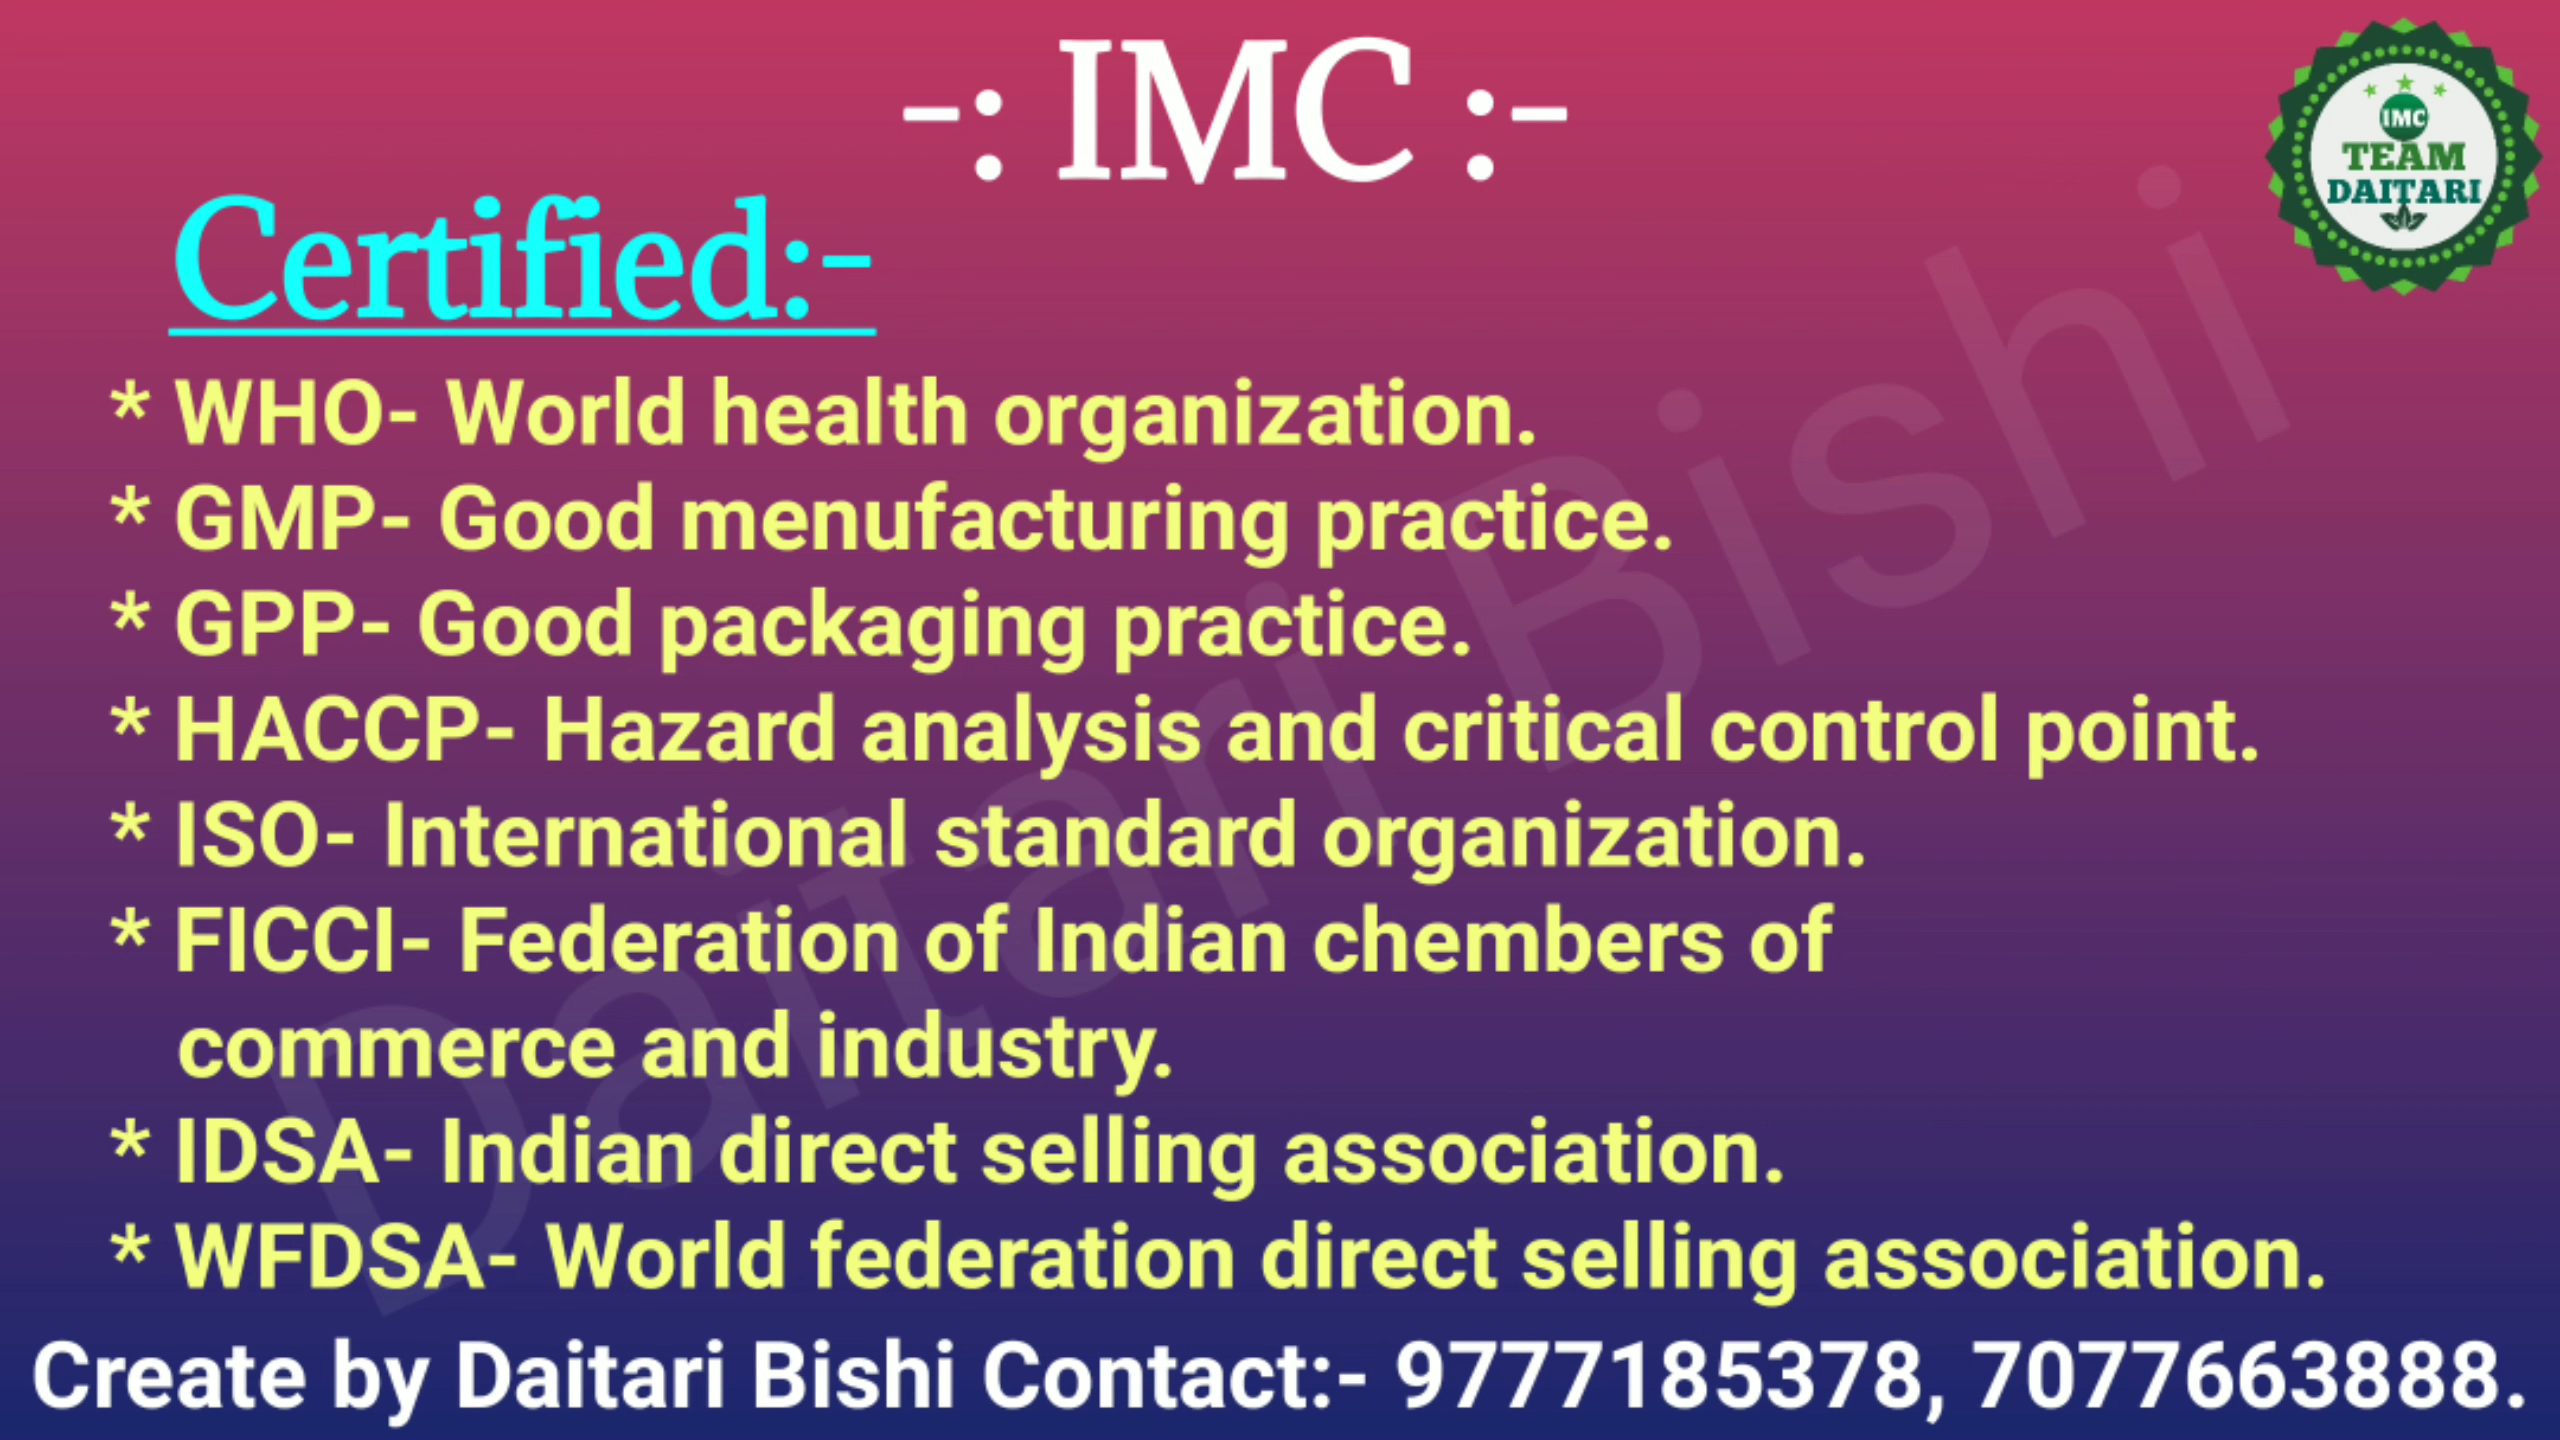 -: IMC :-
IMC
TEAM
DAITARI
Certified:-
* WHO- World health organization.
* GMP- Good menufacturing practice.
* GPP- Good packaging practice.
* HACCP- Hazard analysis and critical control point.
* ISO- International standard organization.
* FICCI- Federation of Indian chembers of
commerce and industry.
* IDSA- Indian direct selling association.
* WFDSA- World federation direct selling association.
Create by Daitari Bishi Contact:- 9777185378, 7077663888.
Daitari Bishi